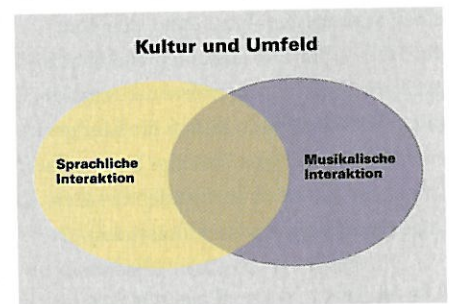 Kultur und Umfeld
Sprachliche
Interaktion
Musikalische
Interaktion